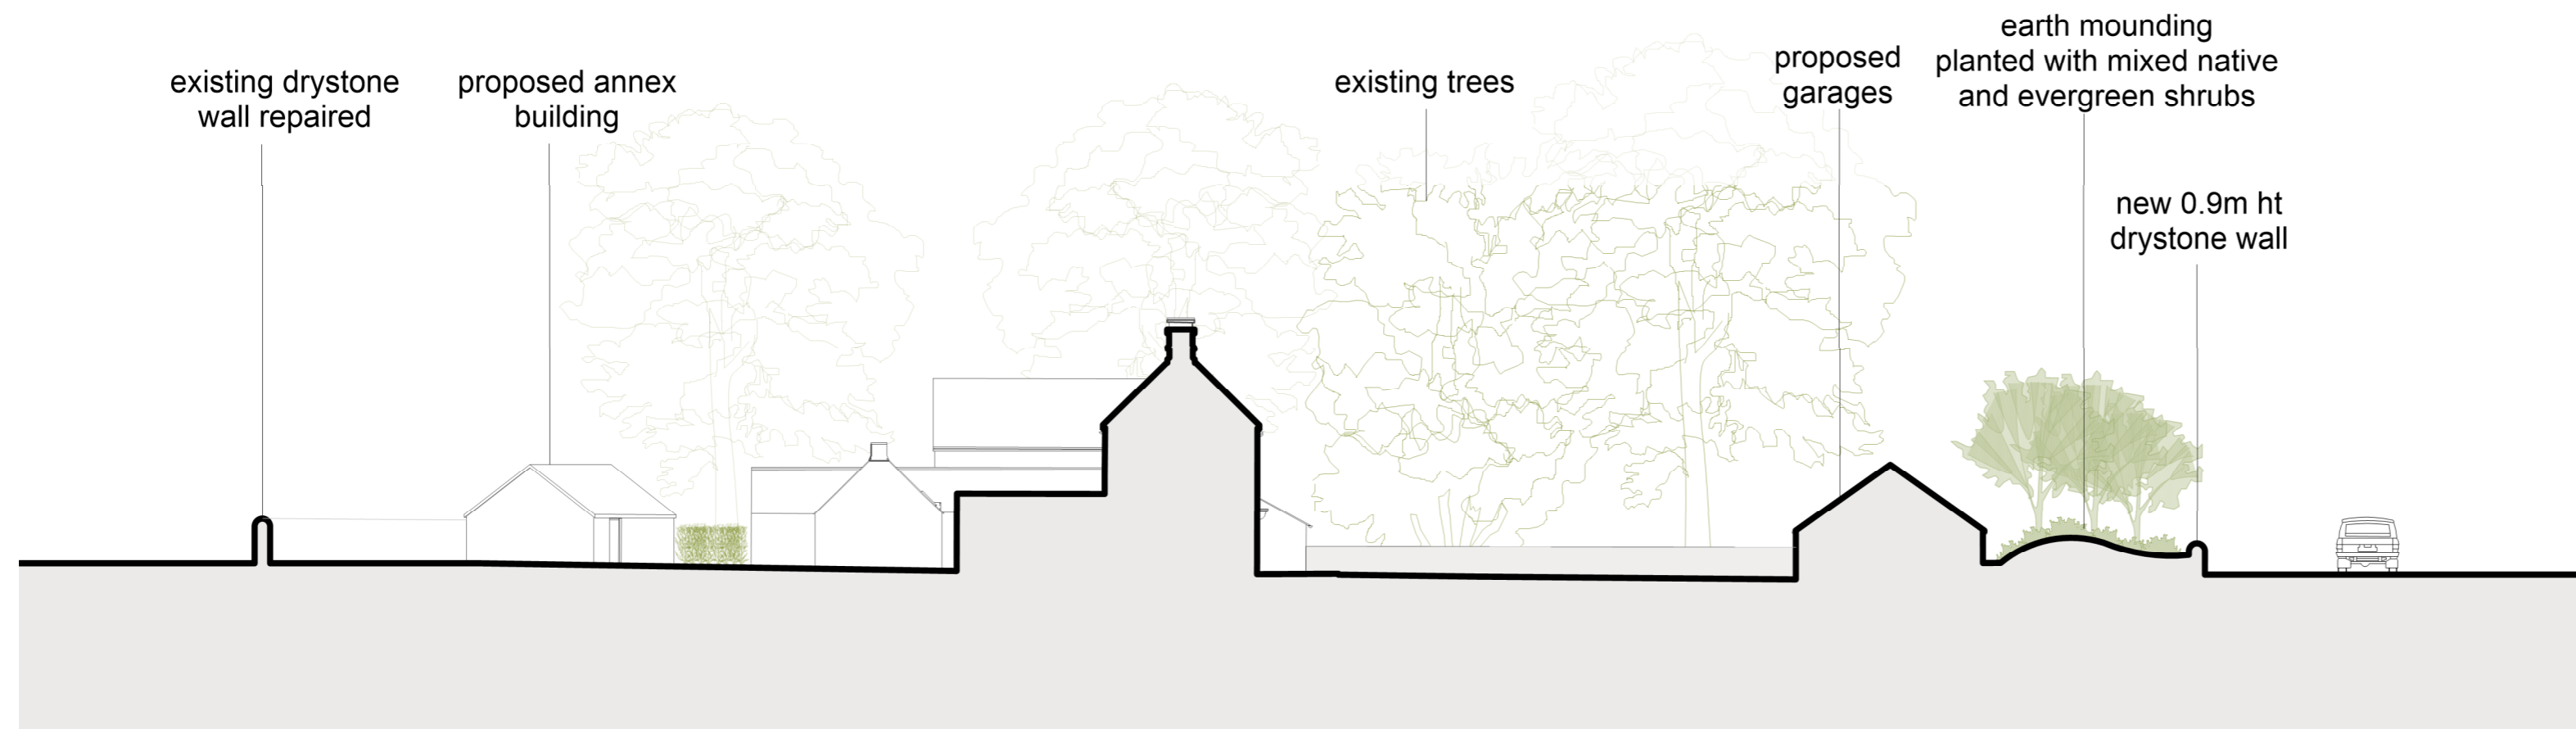 existing drystone
wall repaired
proposed annex
building
existing trees
proposed
garages
earth mounding
planted with mixed native
and evergreen shrubs
new 0.9m ht
drystone wall